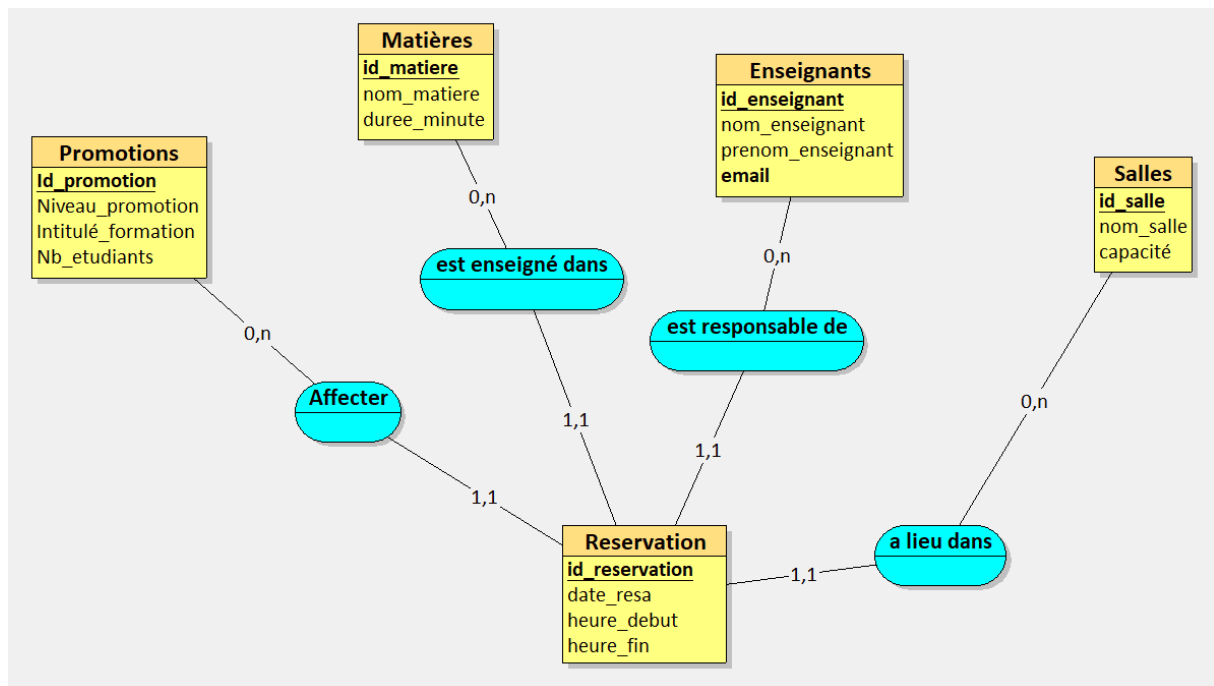 Matières
id_matiere
nom_matiere
duree_minute
Enseignants
id_enseignant
nom_enseignant
prenom_enseignant
email
Promotions
Id_promotion
Niveau_promotion
Intitulé_formation
Nb_etudiants
Salles
id_salle
nom_salle
capacité
0,n
est enseigné dans
0,n
est responsable de
0,n
Affecter
0,n
1,1
1,1
1,1
a lieu dans
1,1
Reservation
id_reservation
date_resa
heure_debut
heure_fin